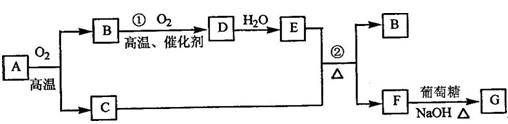 ① O₂
B 高温、催化剂 D H₂O E ② B
A O₂ 高温 △
C F 葡萄糖 NaOH △ G